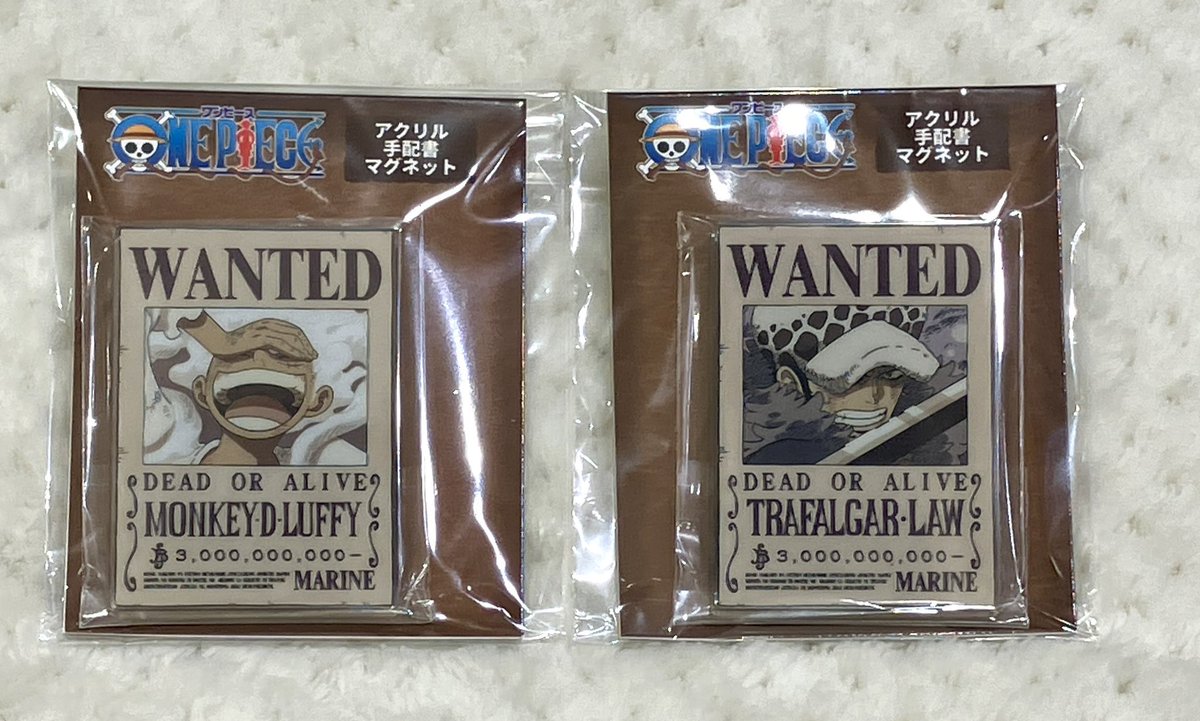 ワンピース
ONE PIECE
アクリル
手配書
マグネット
WANTED
DEAD OR ALIVE
MONKEY·D·LUFFY
3,000,000,000-
MARINE
ワンピース
ONE PIECE
アクリル
手配書
マグネット
WANTED
DEAD OR ALIVE
TRAFALGAR·LAW
3,000,000,000-
MARINE